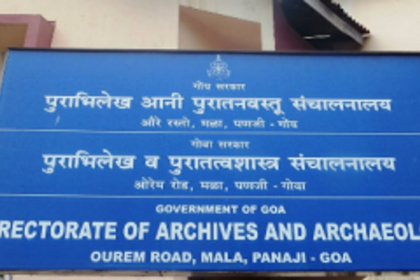 गोंय सरकार
पुराभिलेख आनी पुरातनवस्तू संचालनालय
औरे रस्तो, मळा, पणजी - गोंय
गोवा सरकार
पुराभिलेख व पुरातत्वशास्त्र संचालनालय
ओरेम रोड, मळा, पणजी - गोवा
GOVERNMENT OF GOA
RECTORATE OF ARCHIVES AND ARCHAEOL
OUREM ROAD, MALA, PANAJI - GOA